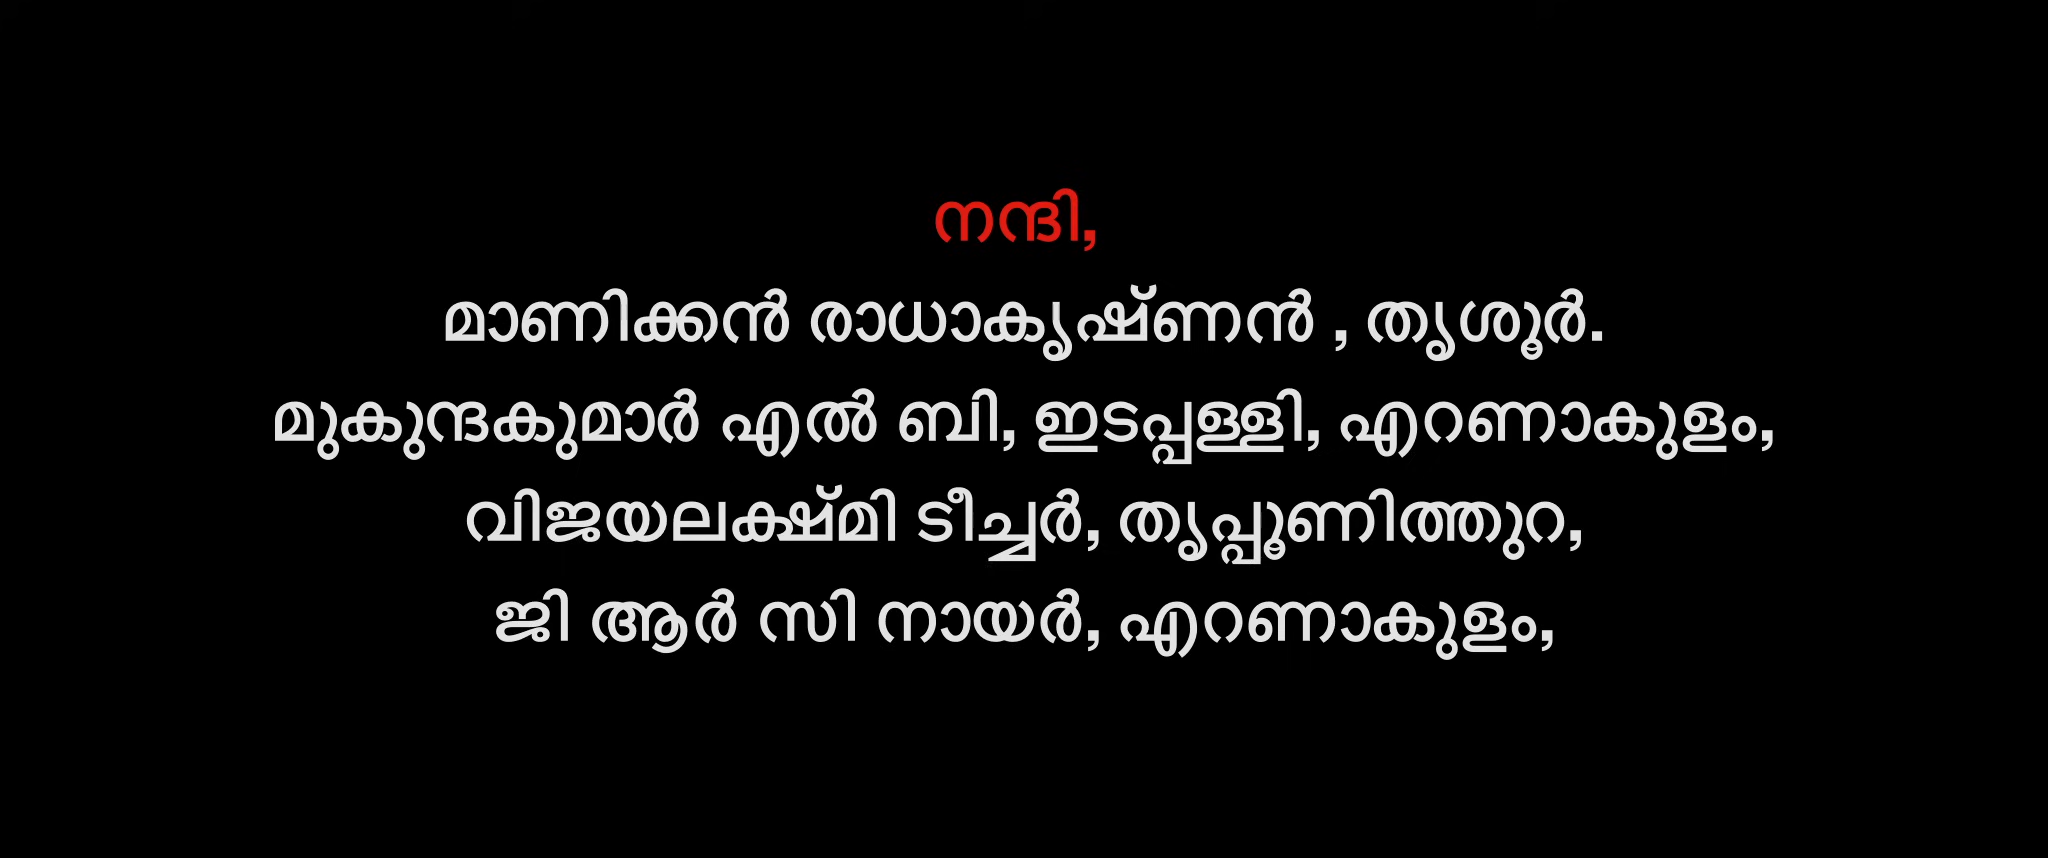 നന്ദി,
മാണിക്കൻ രാധാകൃഷ്ണൻ , തൃശൂർ.
മുകുന്ദകുമാർ എൽ ബി, ഇടപ്പള്ളി, എറണാകുളം,
വിജയലക്ഷ്മി ടീച്ചർ, തൃപ്പൂണിത്തുറ,
ജി ആർ സി നായർ, എറണാകുളം,